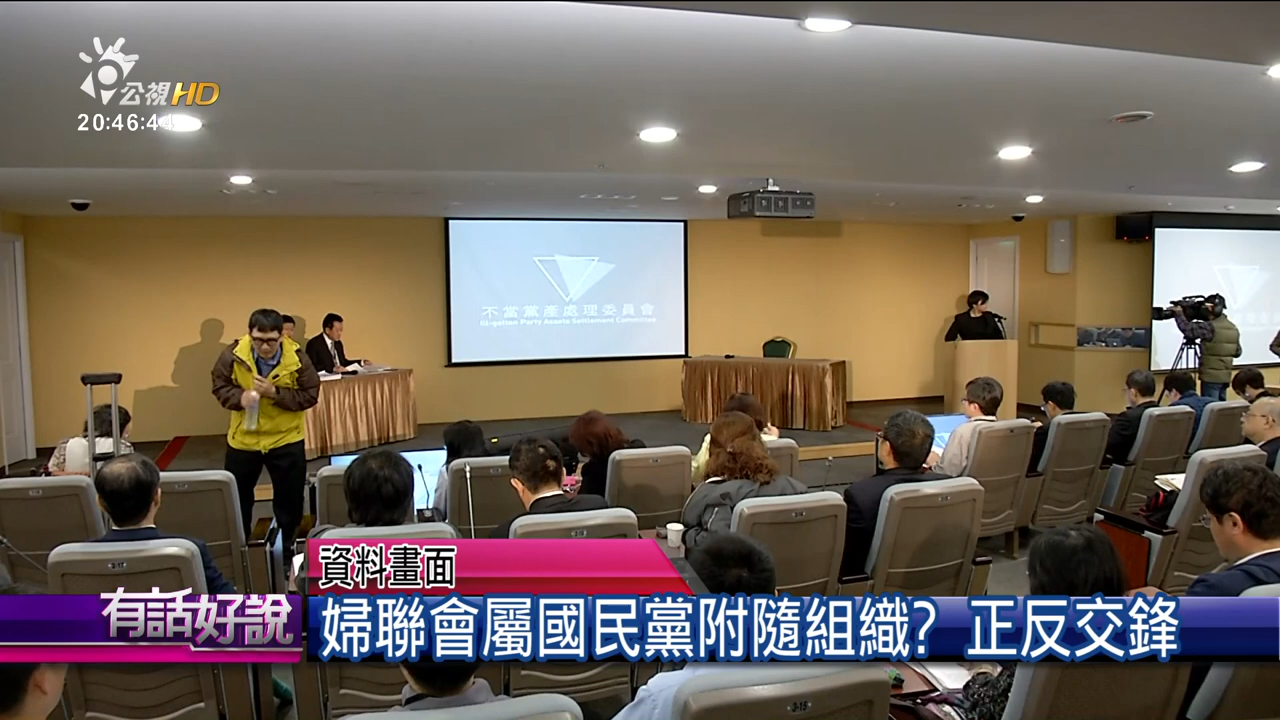 公視HD
20:46:44
不當黨產處理委員會
Ill-gotten Party Assets Settlement Committee
資料畫面
有話好說
婦聯會屬國民黨附隨組織? 正反交鋒